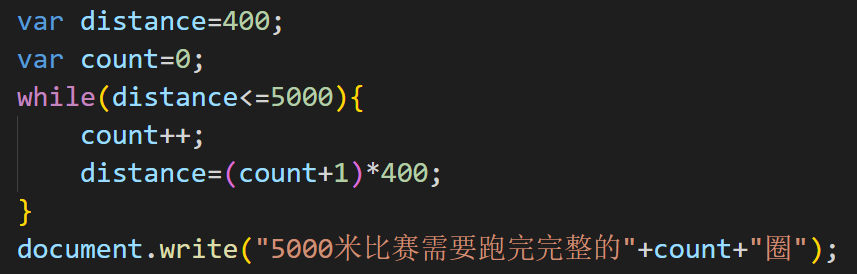 var distance=400;
var count=0;
while(distance<=5000){
    count++;
    distance=(count+1)*400;
}
document.write("5000米比赛需要跑完完整的"+count+"圈");